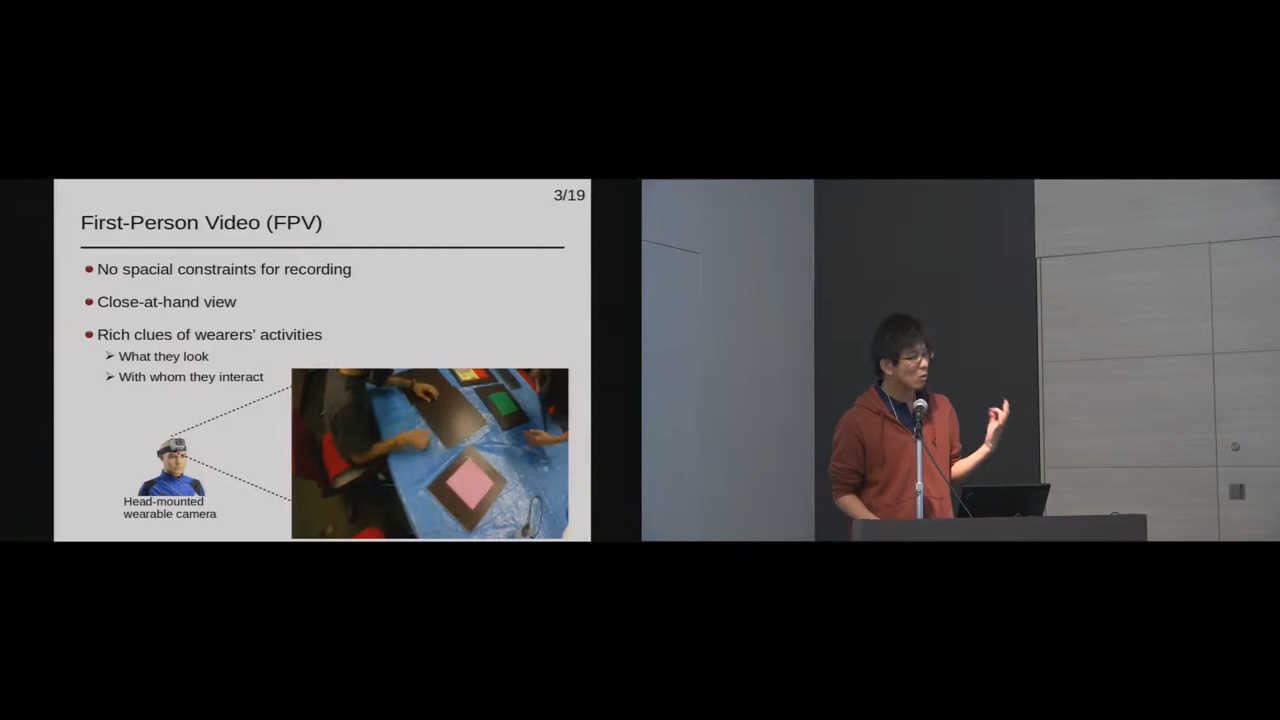 3/19
First-Person Video (FPV)
No spacial constraints for recording
Close-at-hand view
Rich clues of wearers' activities
What they look
With whom they interact
Head-mounted
wearable camera